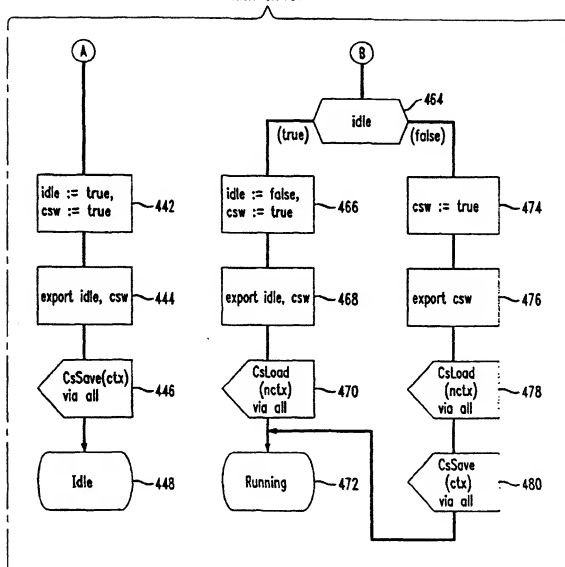 A
B
idle
464
(true)
(false)
idle := true,
csw := true
442
idle := false,
csw := true
466
csw := true
474
export idle, csw
444
export idle, csw
468
export csw
476
CsSave(ctx)
via all
446
CsLoad
(nctx)
via all
470
CsLoad
(nctx)
via all
478
Idle
448
Running
472
CsSave
(ctx)
via all
480